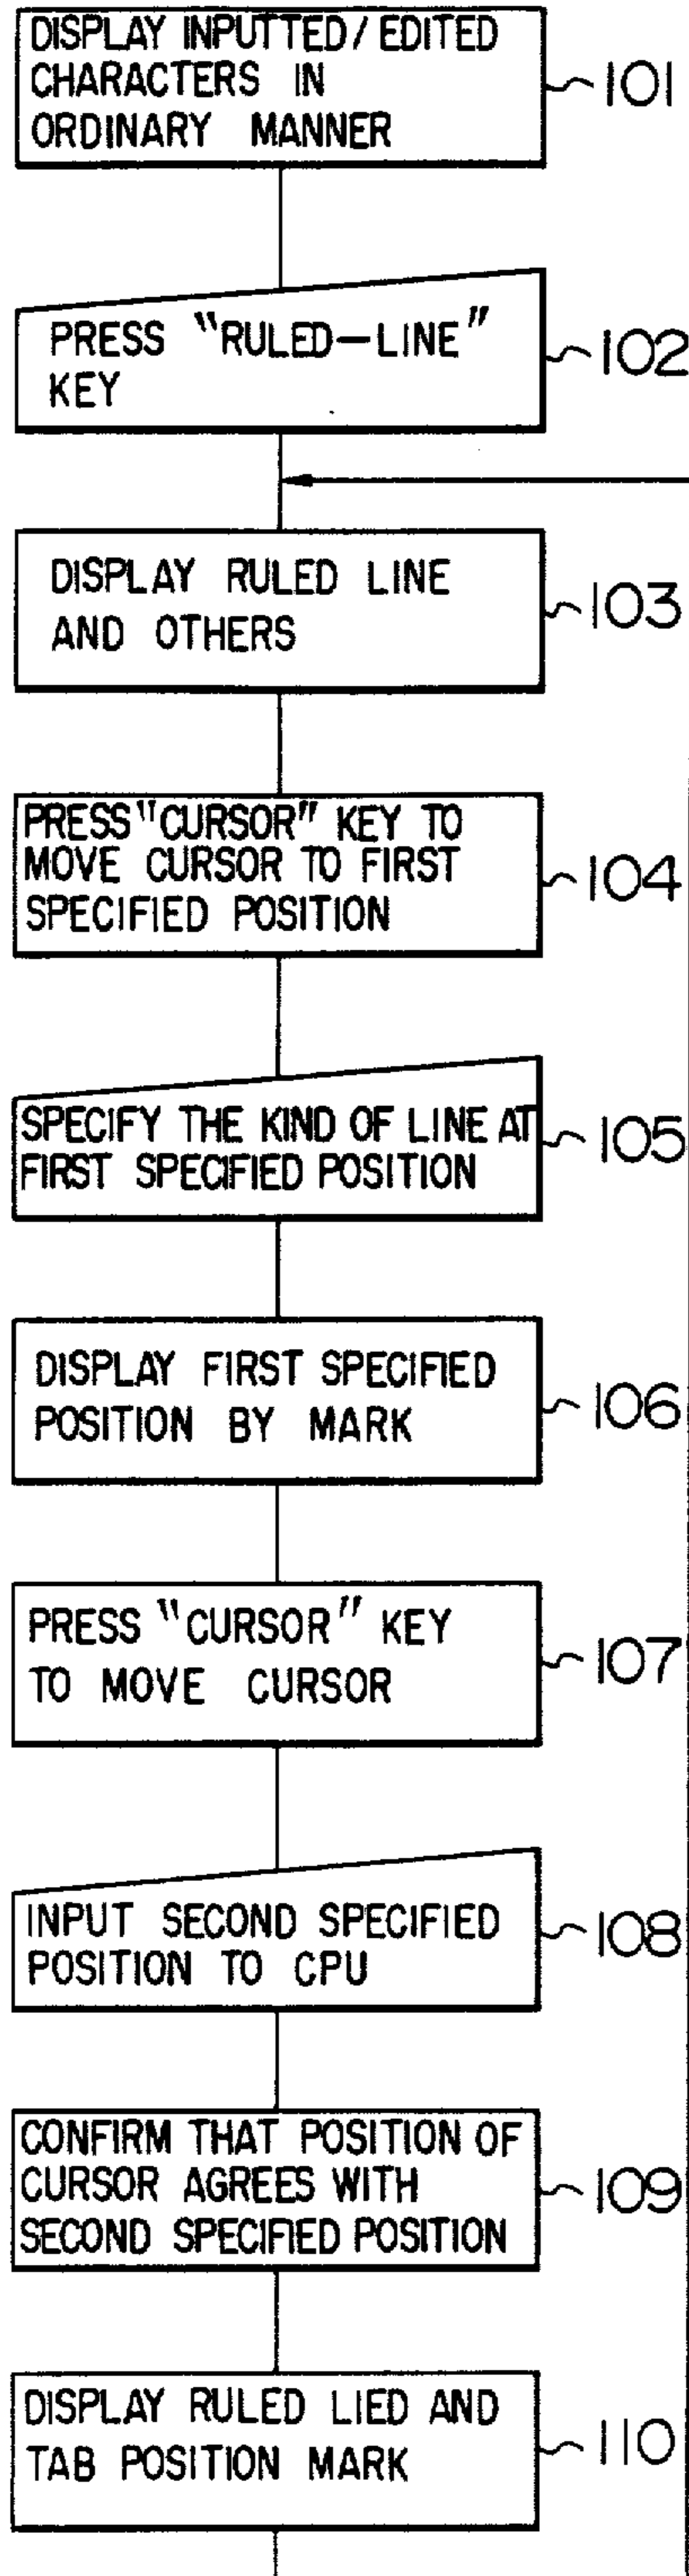 DISPLAY INPUTTED/EDITED
CHARACTERS IN
ORDINARY MANNER
101
PRESS "RULED-LINE"
KEY
102
DISPLAY RULED LINE
AND OTHERS
103
PRESS "CURSOR" KEY TO
MOVE CURSOR TO FIRST
SPECIFIED POSITION
104
SPECIFY THE KIND OF LINE AT
FIRST SPECIFIED POSITION
105
DISPLAY FIRST SPECIFIED
POSITION BY MARK
106
PRESS "CURSOR" KEY
TO MOVE CURSOR
107
INPUT SECOND SPECIFIED
POSITION TO CPU
108
CONFIRM THAT POSITION OF
CURSOR AGREES WITH
SECOND SPECIFIED POSITION
109
DISPLAY RULED LIED AND
TAB POSITION MARK
110